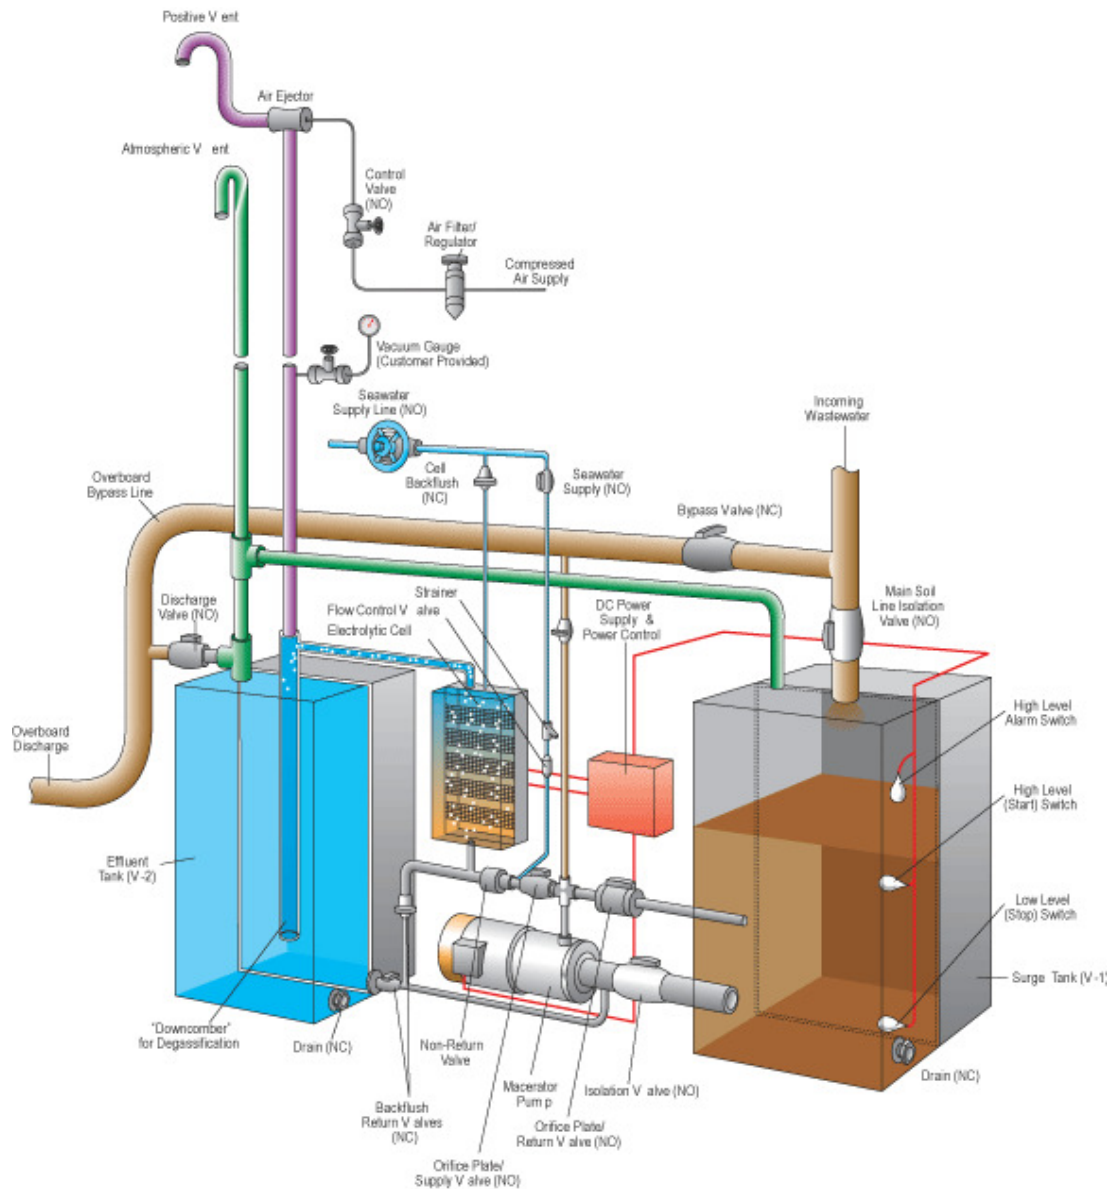 Positive V ent
Air Ejector
Atmospheric V ent
Control
Valve
(NO)
Air Filter/
Regulator
Compressed
Air Supply
Vacuum Gauge
(Customer Provided)
Seawater
Supply Line (NO)
Incoming
Wastewater
Cell
Backflush
(NC)
Seawater
Supply (NO)
Overboard
Bypass Line
Bypass Valve (NC)
Discharge
Valve (NO)
Strainer
Flow Control V alve
Electrolytic Cell
DC Power
Supply &
Power Control
Main Soil
Line Isolation
Valve (NO)
Overboard
Discharge
High Level
Alarm Switch
High Level
(Start) Switch
Effluent
Tank (V-2)
Low Level
(Stop) Switch
Surge Tank (V-1)
"Downcomber"
for Degassification
Drain (NC)
Non-Return
Valve
Macerator
Pum p
Isolation V alve (NO)
Drain (NC)
Backflush
Return V alves
(NC)
Orifice Plate/
Return V alve (NO)
Orifice Plate/
Supply V alve (NO)